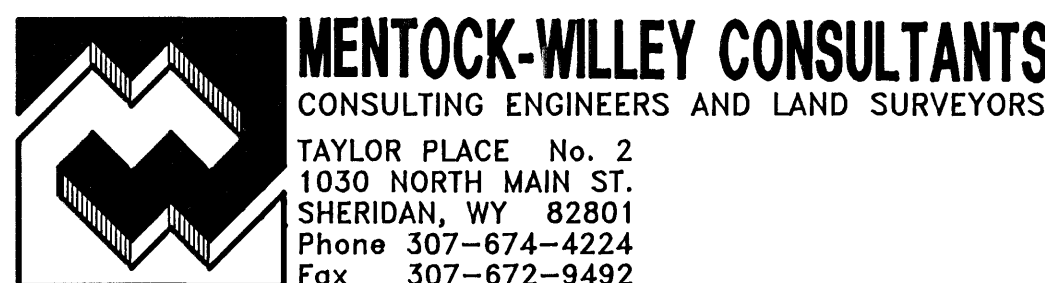 MENTOCK-WILLEY CONSULTANTS
CONSULTING ENGINEERS AND LAND SURVEYORS
TAYLOR PLACE No. 2
1030 NORTH MAIN ST.
SHERIDAN, WY 82801
Phone 307-674-4224
Fax 307-672-9492